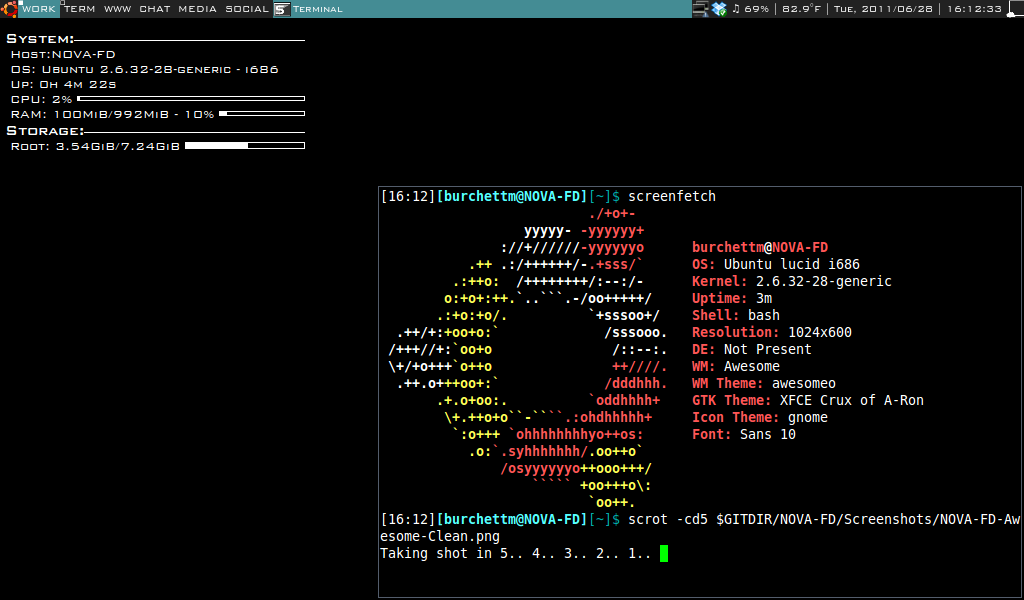 WORK TERM WWW CHAT MEDIA SOCIAL TERMINAL ♫ 69% | 82.9°F | Tue, 2011/06/28 | 16:12:33
System:
Host:NOVA-FD
OS: Ubuntu 2.6.32-28-generic - i686
Up: 0h 4m 22s
CPU: 2%
RAM: 100MiB/992MiB - 10%
Storage:
Root: 3.54GiB/7.24GiB
[16:12][burchettm@NOVA-FD][~]$ screenfetch
./+o+-
yyyyy- -yyyyyy+
://+//////-yyyyyyo burchettm@NOVA-FD
.++ .:/++++++/-.+sss/` OS: Ubuntu lucid i686
.:++o: /++++++++/:--:/- Kernel: 2.6.32-28-generic
o:+o+:++.`..```.-/oo+++++/ Uptime: 3m
.:+o:+o/. `+sssoo+/ Shell: bash
.++/+:+oo+o:` /sssooo. Resolution: 1024x600
/+++//+:`oo+o /::--:. DE: Not Present
\+/+o+++`o++o ++////. WM: Awesome
.++.o+++oo+:` /dddhhh. WM Theme: awesomeo
.+.o+oo:. `oddhhhh+ GTK Theme: XFCE Crux of A-Ron
\+.++o+o``-````.:ohdhhhhh+ Icon Theme: gnome
`:o+++ `ohhhhhhhhyo++os: Font: Sans 10
.o:`.syhhhhhhh/.oo++o`
/osyyyyyyo++ooo+++/
````` +oo+++o\:
`oo++.
[16:12][burchettm@NOVA-FD][~]$ scrot -cd5 $GITDIR/NOVA-FD/Screenshots/NOVA-FD-Aw
esome-Clean.png
Taking shot in 5.. 4.. 3.. 2.. 1..